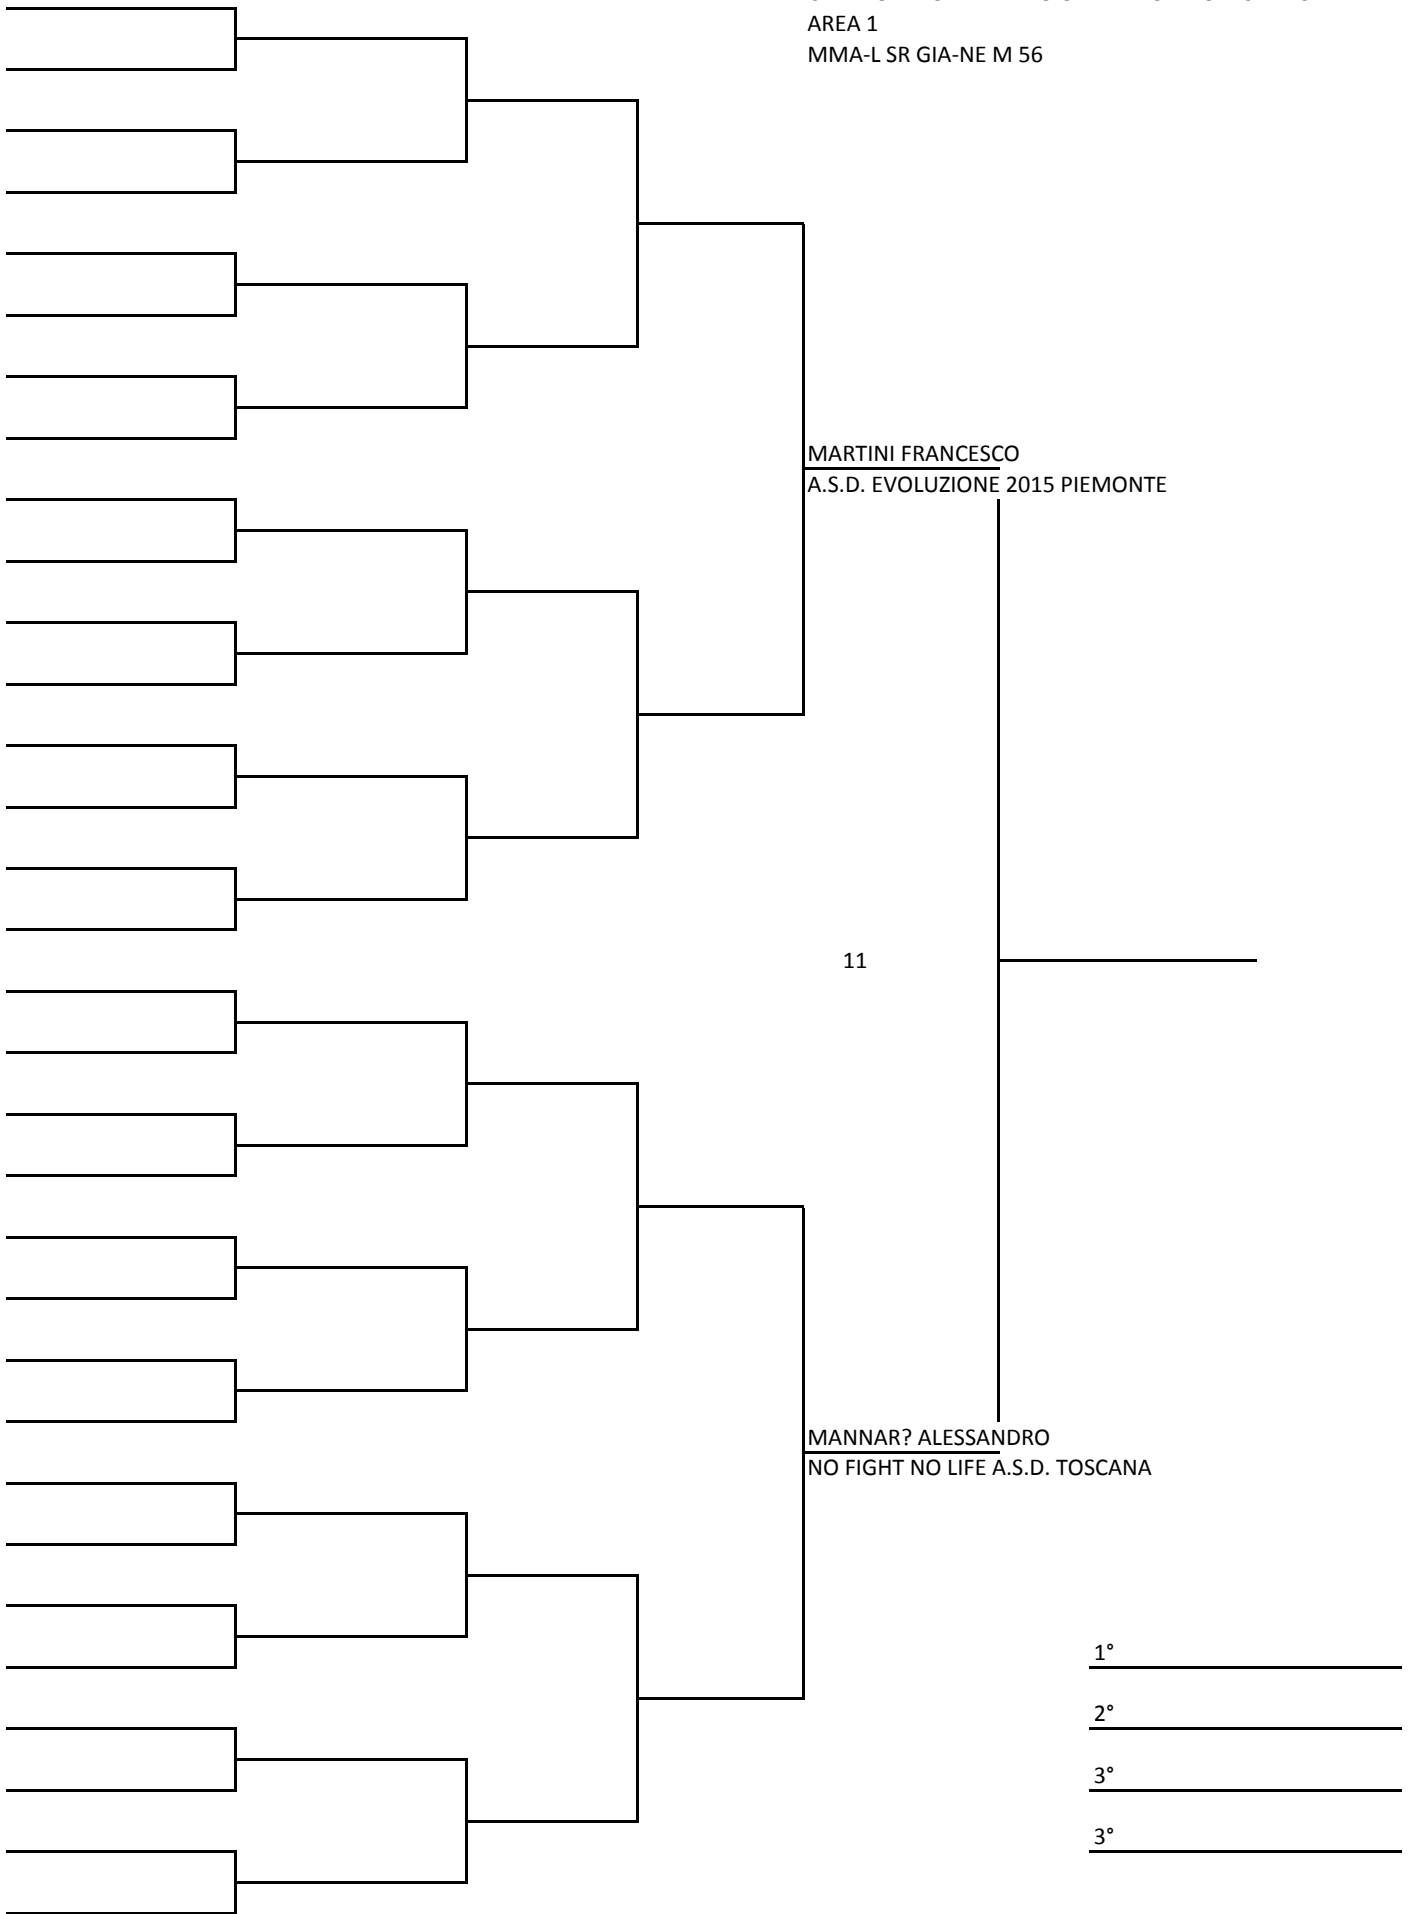 AREA 1
MMA-L SR GIA-NE M 56
MARTINI FRANCESCO
A.S.D. EVOLUZIONE 2015 PIEMONTE
11
MANNAR? ALESSANDRO
NO FIGHT NO LIFE A.S.D. TOSCANA
1°
2°
3°
3°